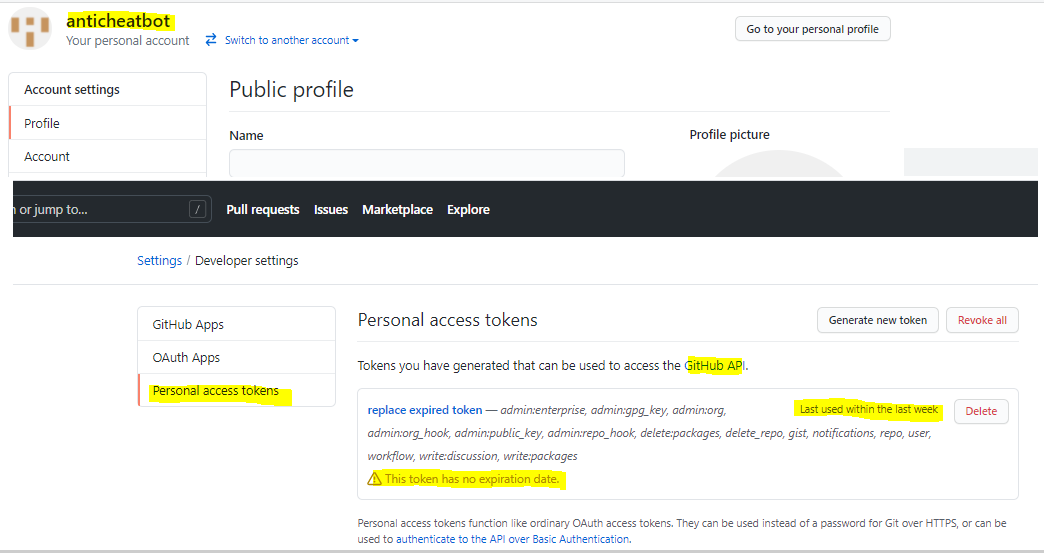 anticheatbot
Your personal account
Switch to another account
Go to your personal profile
Account settings
Profile
Account
Public profile
Name
Profile picture
or jump to...
/
Pull requests
Issues
Marketplace
Explore
Settings / Developer settings
GitHub Apps
OAuth Apps
Personal access tokens
Personal access tokens
Generate new token
Revoke all
Tokens you have generated that can be used to access the GitHub API.
replace expired token — admin:enterprise, admin:gpg_key, admin:org,
admin:org_hook, admin:public_key, admin:repo_hook, delete:packages, delete_repo, gist, notifications, repo, user,
workflow, write:discussion, write:packages
Last used within the last week
Delete
This token has no expiration date.
Personal access tokens function like ordinary OAuth access tokens. They can be used instead of a password for Git over HTTPS, or can be
used to authenticate to the API over Basic Authentication.